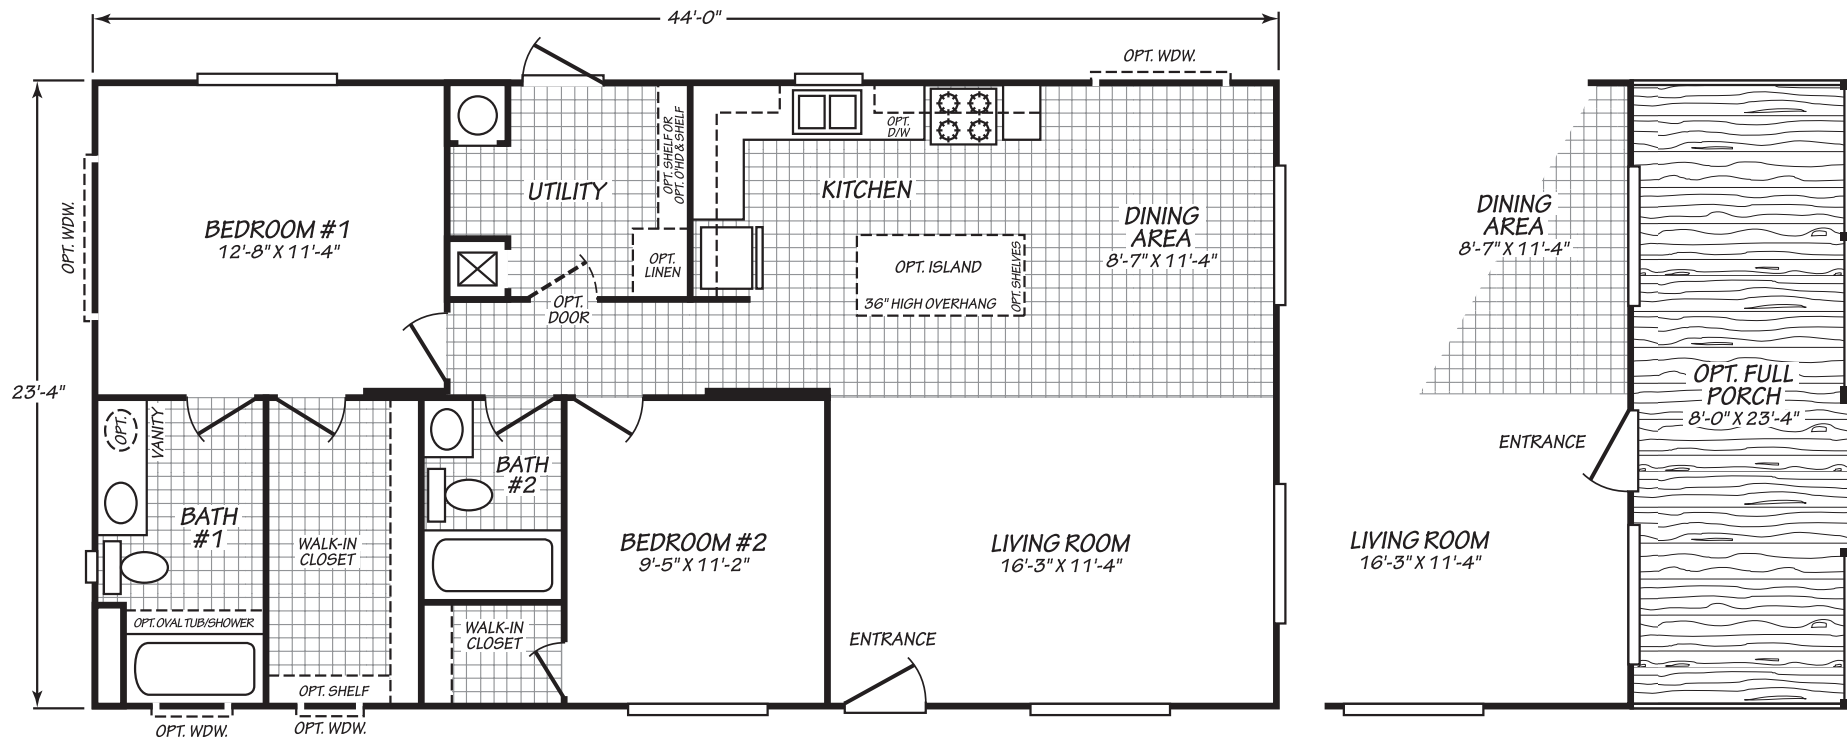 44'-0"
OPT. WDW.
OPT. SHELF OR
OPT. O'HD & SHELF
OPT.
D/W
UTILITY
KITCHEN
DINING
AREA
8'-7" X 11'-4"
DINING
AREA
8'-7" X 11'-4"
OPT. WDW.
BEDROOM #1
12'-8" X 11'-4"
OPT.
LINEN
OPT. ISLAND
36" HIGH OVERHANG
OPT. SHELVES
OPT.
DOOR
23'-4"
OPT. FULL
PORCH
8'-0" X 23'-4"
OPT.
VANITY
ENTRANCE
BATH
#2
BATH
#1
WALK-IN
CLOSET
BEDROOM #2
9'-5" X 11'-2"
LIVING ROOM
16'-3" X 11'-4"
LIVING ROOM
16'-3" X 11'-4"
OPT. OVAL TUB/SHOWER
WALK-IN
CLOSET
ENTRANCE
OPT. SHELF
OPT. WDW.
OPT. WDW.